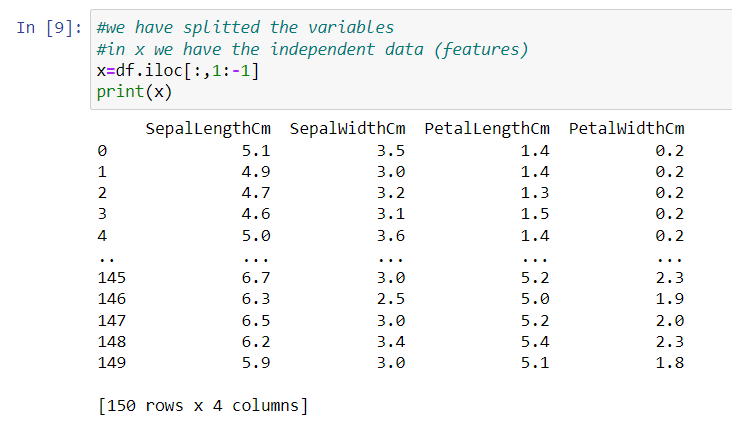 In [9]: #we have splitted the variables
#in x we have the independent data (features)
x=df.iloc[:,1:-1]
print(x)
SepalLengthCm SepalWidthCm PetalLengthCm PetalWidthCm
0 5.1 3.5 1.4 0.2
1 4.9 3.0 1.4 0.2
2 4.7 3.2 1.3 0.2
3 4.6 3.1 1.5 0.2
4 5.0 3.6 1.4 0.2
.. ... ... ... ...
145 6.7 3.0 5.2 2.3
146 6.3 2.5 5.0 1.9
147 6.5 3.0 5.2 2.0
148 6.2 3.4 5.4 2.3
149 5.9 3.0 5.1 1.8
[150 rows x 4 columns]